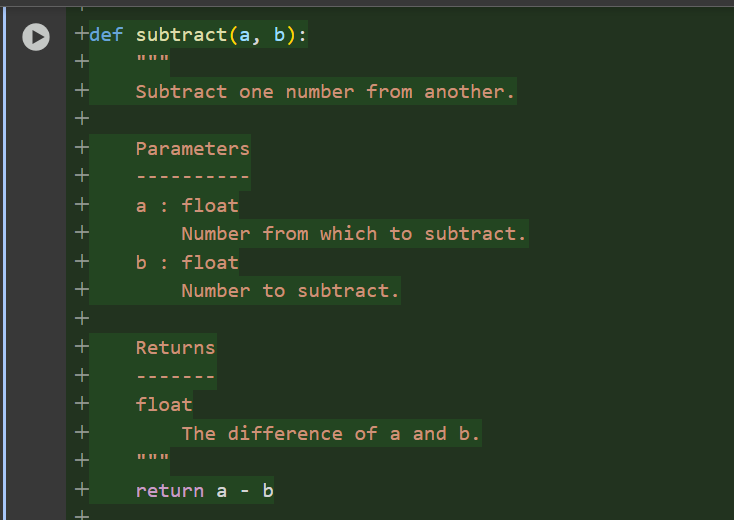 +def subtract(a, b):
+    """
+    Subtract one number from another.
+
+    Parameters
+    ----------
+    a : float
+        Number from which to subtract.
+    b : float
+        Number to subtract.
+
+    Returns
+    -------
+    float
+        The difference of a and b.
+    """
+    return a - b
+